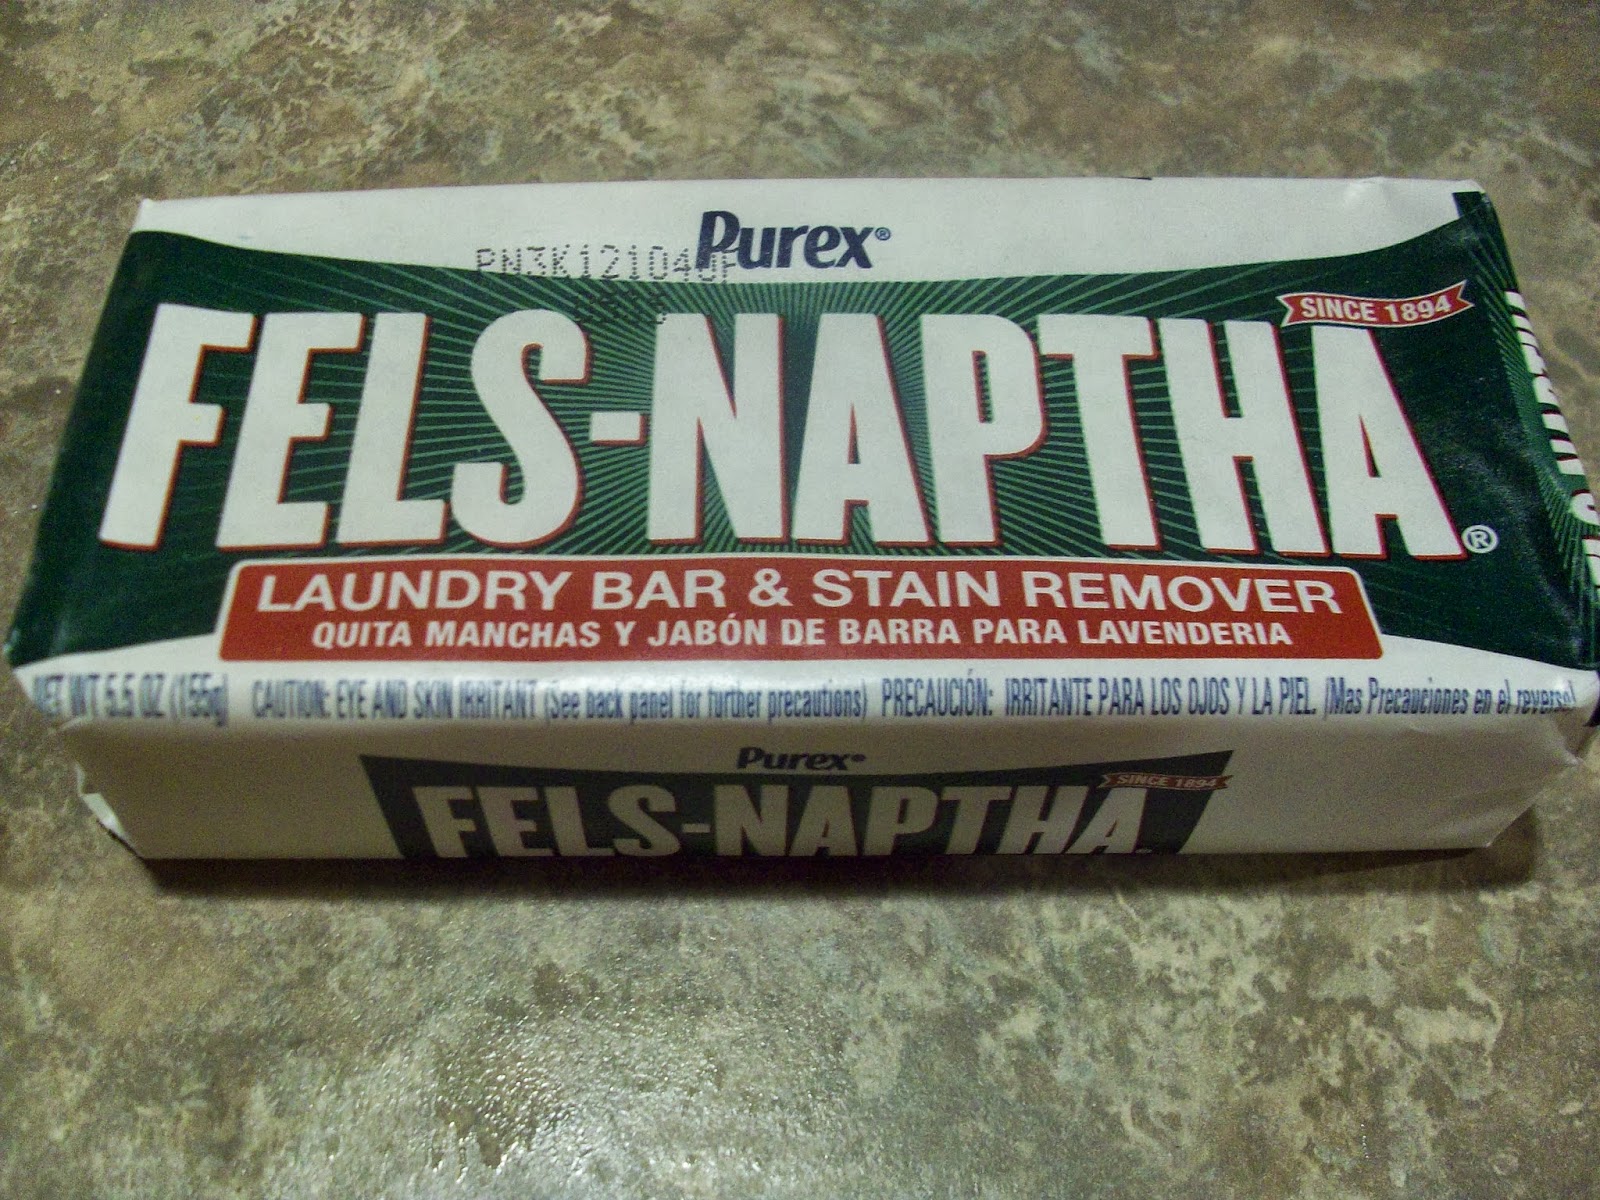 Purex®
PN3K12104
SINCE 1894
FELS-NAPTHA®
LAUNDRY BAR & STAIN REMOVER
QUITA MANCHAS Y JABÓN DE BARRA PARA LAVENDERIA
NET WT 5.5 OZ (155g) CAUTION: EYE AND SKIN IRRITANT (See back panel for further precautions) PRECAUCIÓN: IRRITANTE PARA LOS OJOS Y LA PIEL. (Mas Precauciones en el reverso)
Purex®
SINCE 1894
FELS-NAPTHA